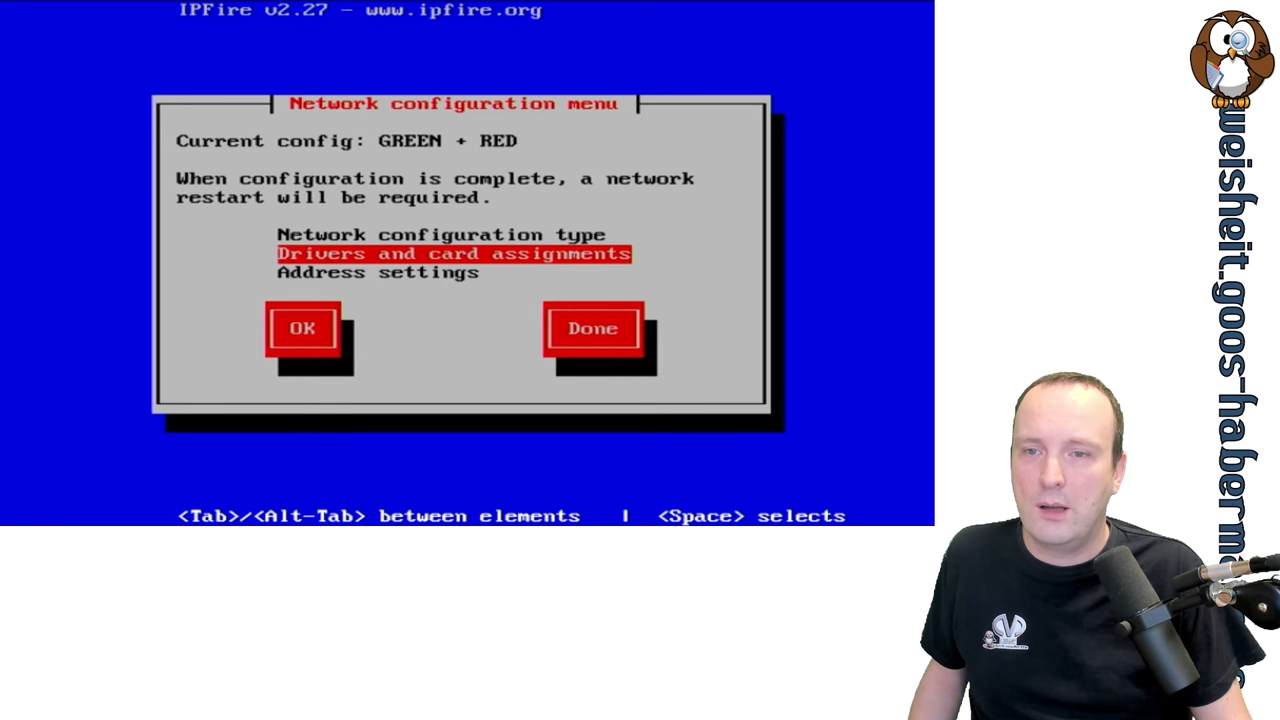 IPFire v2.27 - www.ipfire.org
Network configuration menu
Current config: GREEN + RED
When configuration is complete, a network
restart will be required.
Network configuration type
Drivers and card assignments
Address settings
OK
Done
<Tab>/<Alt-Tab> between elements | <Space> selects
weisheit.goos-haberm